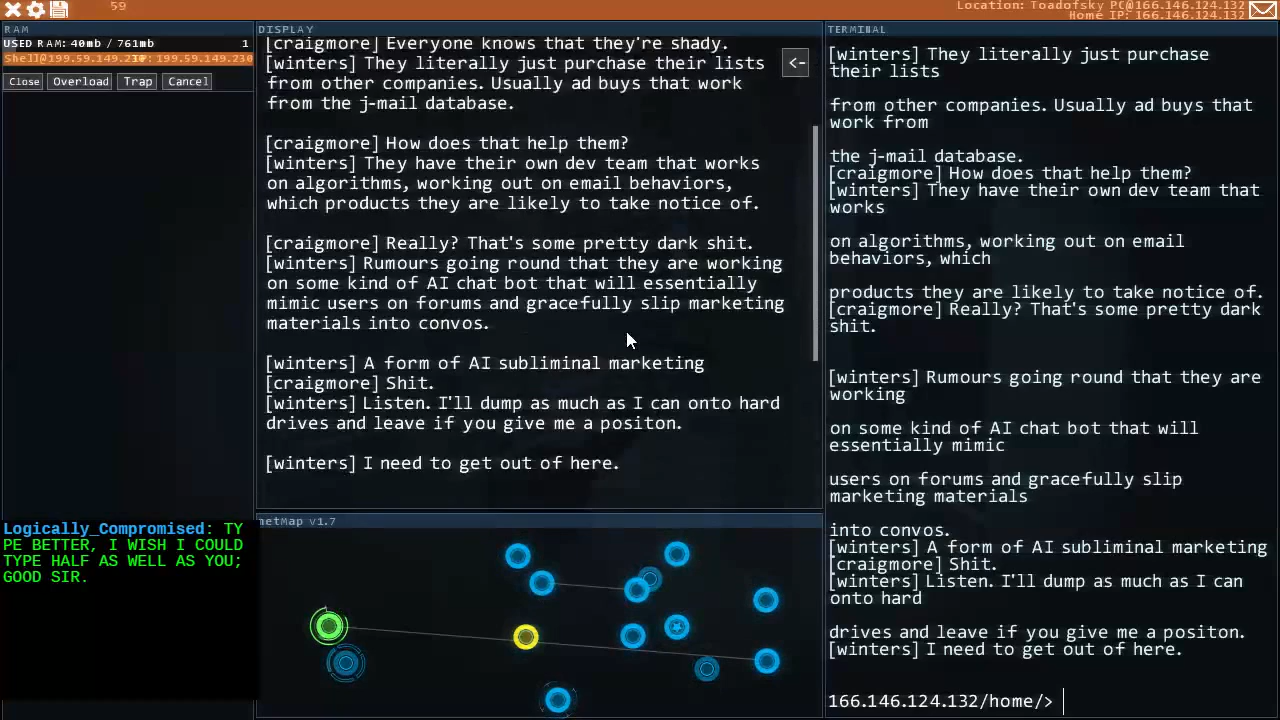 59
Location: Toadofsky PC@166.146.124.132
Home IP: 166.146.124.132
RAM
USED RAM: 40mb / 761mb 1
Shell@199.59.149.230 IP: 199.59.149.230
Close Overload Trap Cancel
Logically_Compromised: TY
PE BETTER, I WISH I COULD
TYPE HALF AS WELL AS YOU;
GOOD SIR.
DISPLAY
[craigmore] Everyone knows that they're shady.
<-
[winters] They literally just purchase their lists
from other companies. Usually ad buys that work
from the j-mail database.
[craigmore] How does that help them?
[winters] They have their own dev team that works
on algorithms, working out on email behaviors,
which products they are likely to take notice of.
[craigmore] Really? That's some pretty dark shit.
[winters] Rumours going round that they are working
on some kind of AI chat bot that will essentially
mimic users on forums and gracefully slip marketing
materials into convos.
[winters] A form of AI subliminal marketing
[craigmore] Shit.
[winters] Listen. I'll dump as much as I can onto hard
drives and leave if you give me a positon.
[winters] I need to get out of here.
netMap v1.7
TERMINAL
[winters] They literally just purchase
their lists
from other companies. Usually ad buys that
work from
the j-mail database.
[craigmore] How does that help them?
[winters] They have their own dev team that
works
on algorithms, working out on email
behaviors, which
products they are likely to take notice of.
[craigmore] Really? That's some pretty dark
shit.
[winters] Rumours going round that they are
working
on some kind of AI chat bot that will
essentially mimic
users on forums and gracefully slip
marketing materials
into convos.
[winters] A form of AI subliminal marketing
[craigmore] Shit.
[winters] Listen. I'll dump as much as I can
onto hard
drives and leave if you give me a positon.
[winters] I need to get out of here.
166.146.124.132/home/>